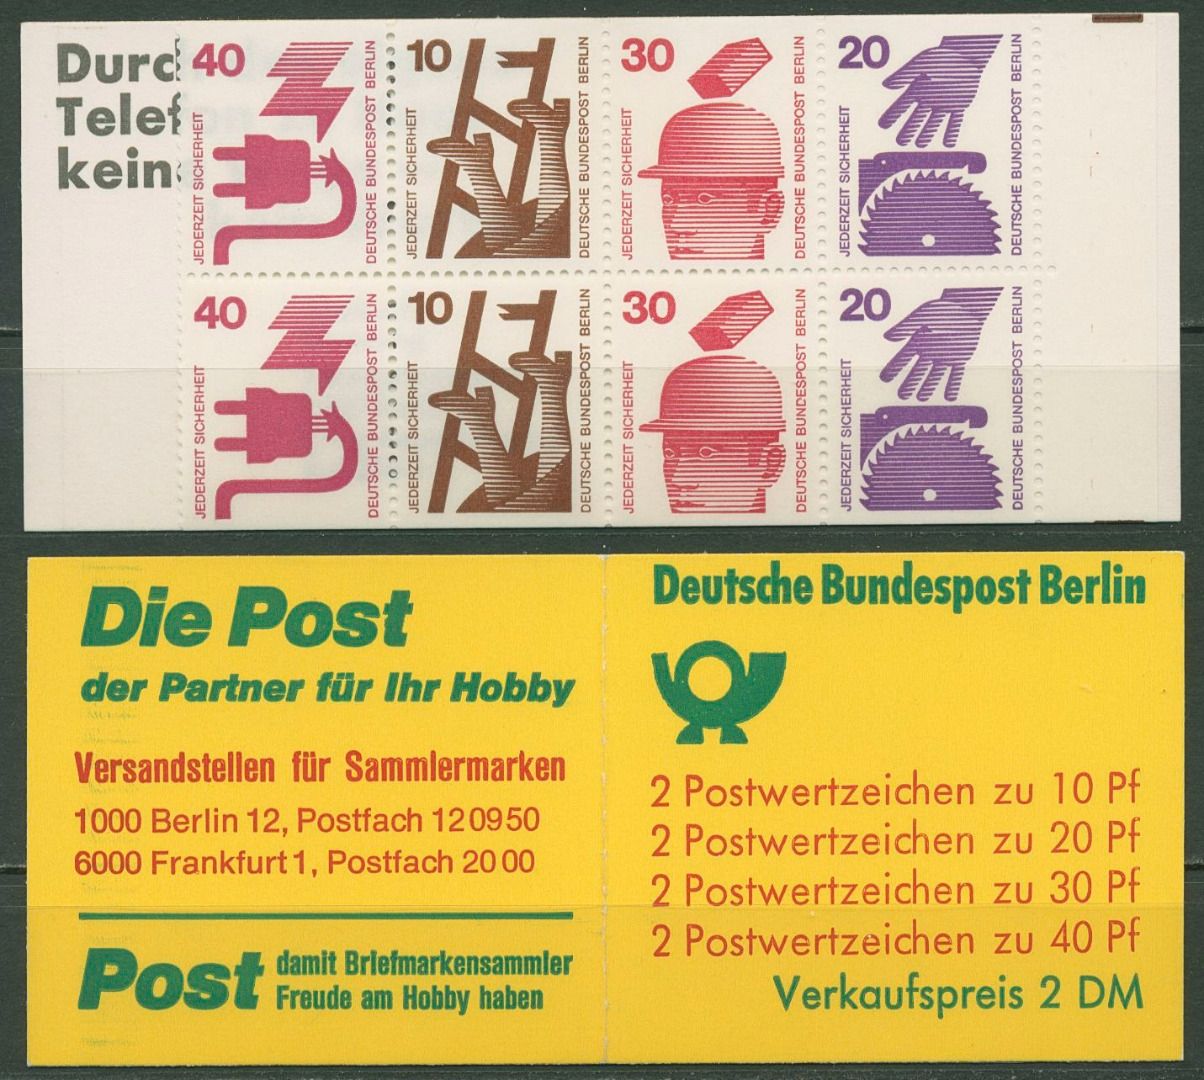 Durc
Telef
kein
40
JEDERZEIT SICHERHEIT
DEUTSCHE BUNDESPOST BERLIN
10
JEDERZEIT SICHERHEIT
DEUTSCHE BUNDESPOST BERLIN
30
JEDERZEIT SICHERHEIT
DEUTSCHE BUNDESPOST BERLIN
20
JEDERZEIT SICHERHEIT
DEUTSCHE BUNDESPOST BERLIN
40
JEDERZEIT SICHERHEIT
DEUTSCHE BUNDESPOST BERLIN
10
JEDERZEIT SICHERHEIT
DEUTSCHE BUNDESPOST BERLIN
30
JEDERZEIT SICHERHEIT
DEUTSCHE BUNDESPOST BERLIN
20
JEDERZEIT SICHERHEIT
DEUTSCHE BUNDESPOST BERLIN
Die Post
der Partner für Ihr Hobby
Versandstellen für Sammlermarken
1000 Berlin 12, Postfach 120950
6000 Frankfurt 1, Postfach 2000
Post damit Briefmarkensammler
Freude am Hobby haben
Deutsche Bundespost Berlin
2 Postwertzeichen zu 10 Pf
2 Postwertzeichen zu 20 Pf
2 Postwertzeichen zu 30 Pf
2 Postwertzeichen zu 40 Pf
Verkaufspreis 2 DM